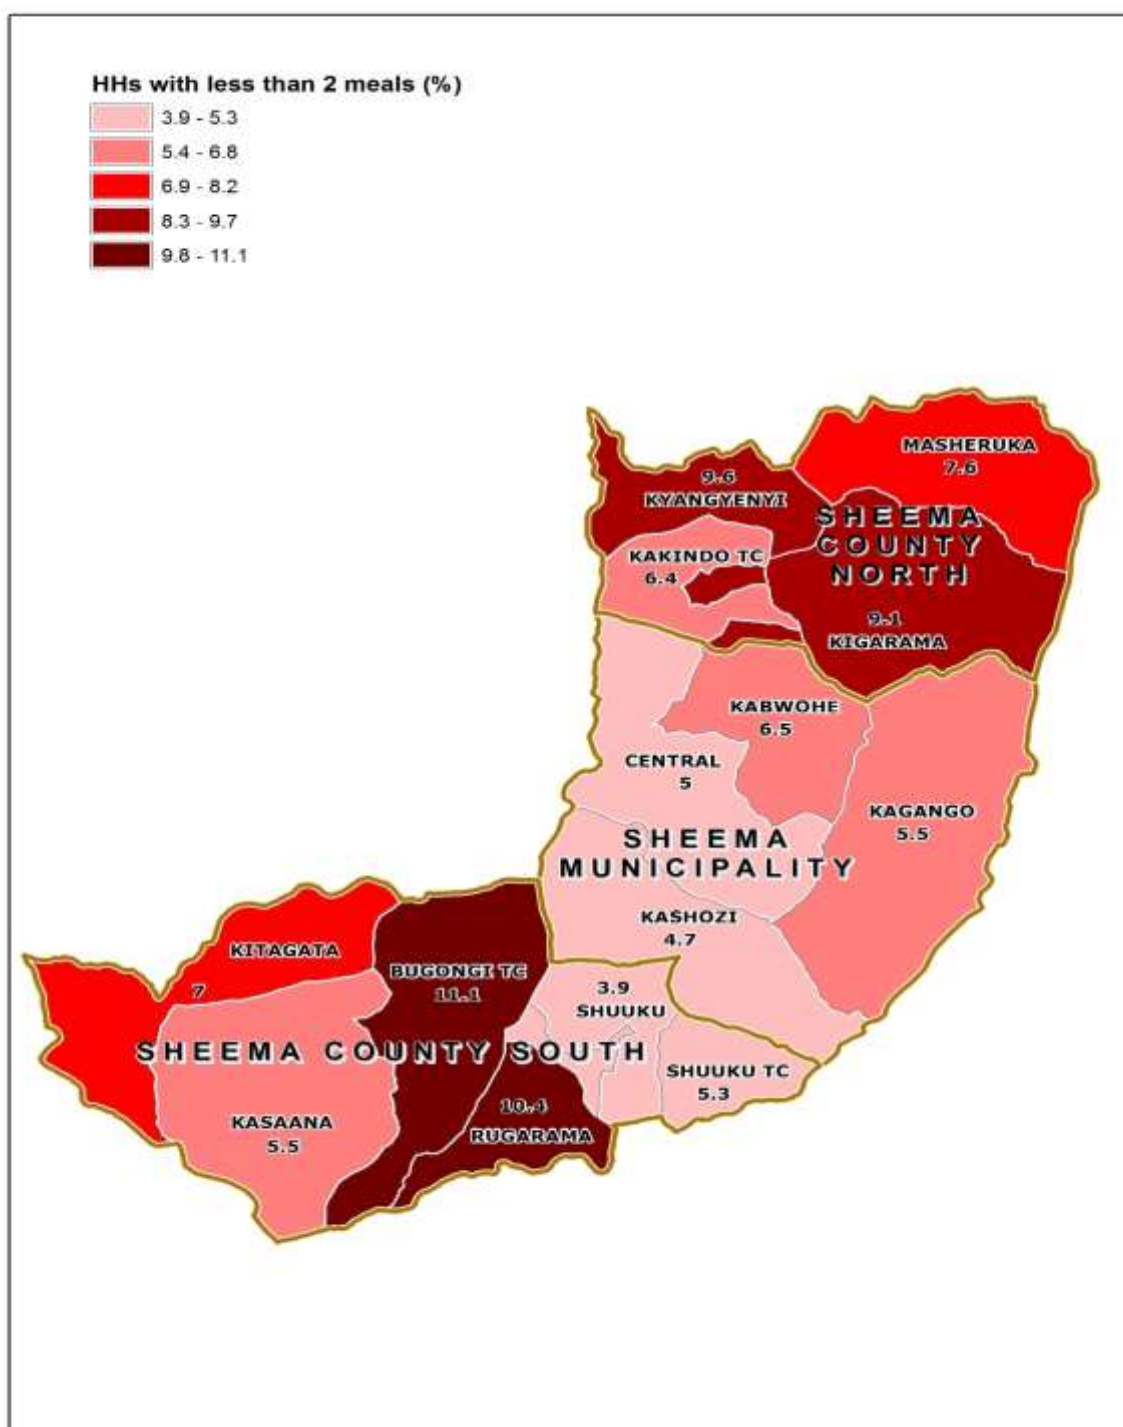 HHs with less than 2 meals (%)
3.9 - 5.3
5.4 - 6.8
6.9 - 8.2
8.3 - 9.7
9.8 - 11.1
MASHERUKA
7.6
9.6
KYANGYENYI
SHEEMA
COUNTY
NORTH
KAKINDO TC
6.4
9.1
KIGARAMA
KABWOHE
6.5
CENTRAL
5
KAGANGO
5.5
SHEEMA
MUNICIPALITY
KASHOZI
4.7
KITAGATA
7
BUGONGI TC
11.1
3.9
SHUUKU
SHEEMA COUNTY SOUTH
SHUUKU TC
5.3
KASAANA
5.5
10.4
RUGARAMA